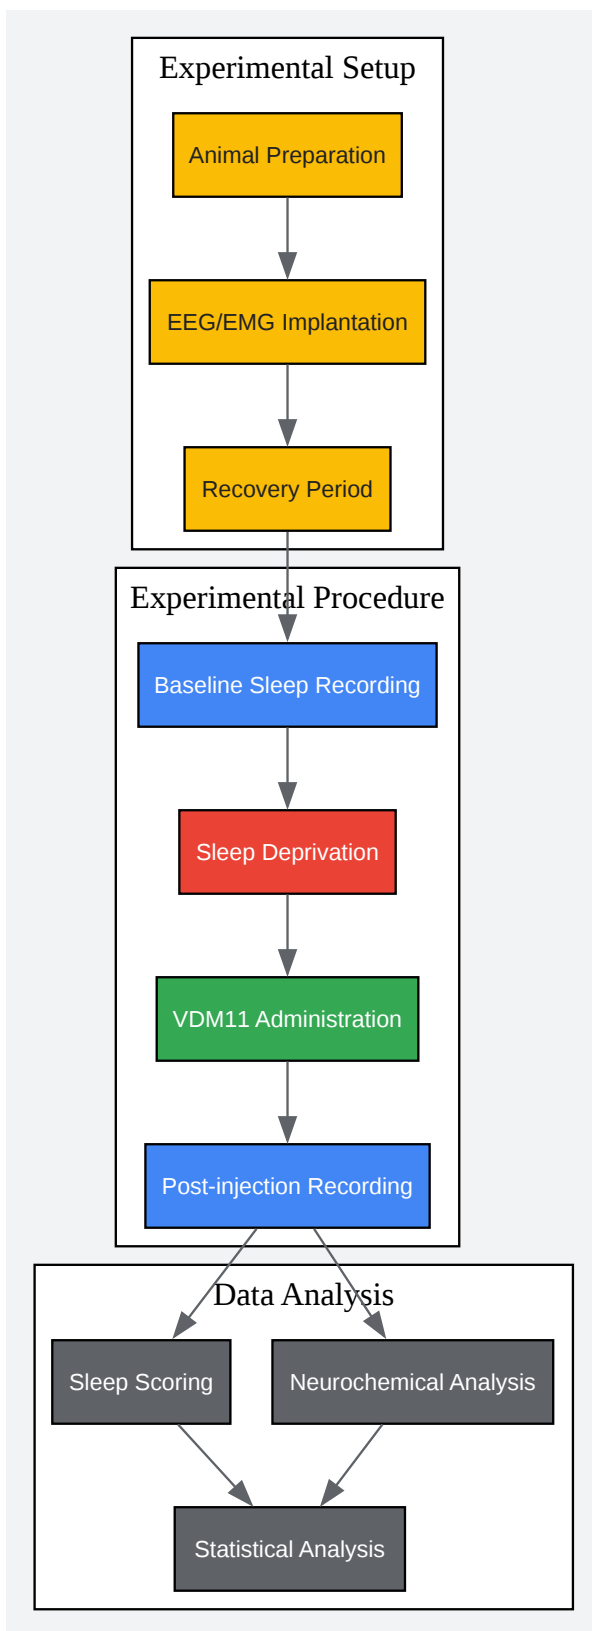 Experimental Setup
Animal Preparation
EEG/EMG Implantation
Recovery Period
Experimental Procedure
Baseline Sleep Recording
Sleep Deprivation
VDM11 Administration
Post-injection Recording
Data Analysis
Sleep Scoring
Neurochemical Analysis
Statistical Analysis